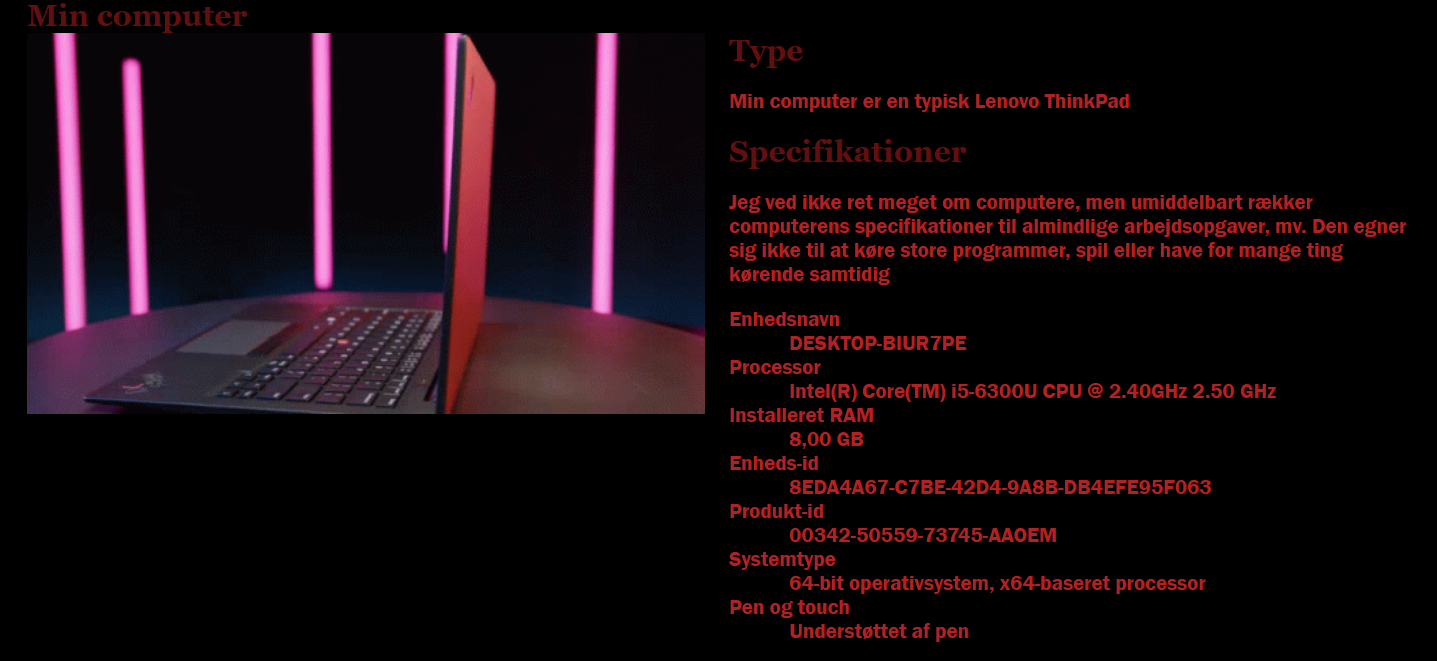 Min computer
Type
Min computer er en typisk Lenovo ThinkPad
Specifikationer
Jeg ved ikke ret meget om computere, men umiddelbart rækker
computerens specifikationer til almindlige arbejdsopgaver, mv. Den egner
sig ikke til at køre store programmer, spil eller have for mange ting
kørende samtidig
Enhedsnavn
DESKTOP-BIUR7PE
Processor
Intel(R) Core(TM) i5-6300U CPU @ 2.40GHz 2.50 GHz
Installeret RAM
8,00 GB
Enheds-id
8EDA4A67-C7BE-42D4-9A8B-DB4EFE95F063
Produkt-id
00342-50559-73745-AAOEM
Systemtype
64-bit operativsystem, x64-baseret processor
Pen og touch
Understøttet af pen